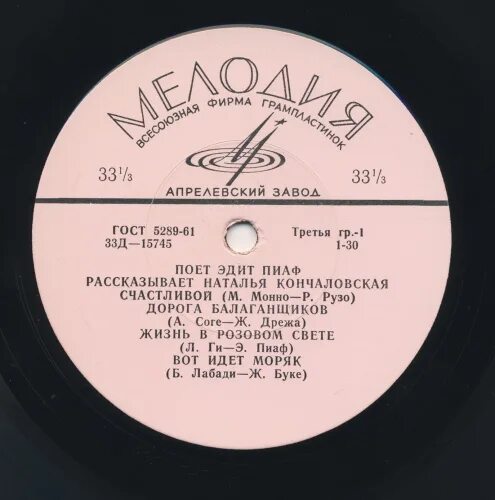 МЕЛОДИЯ
ВСЕСОЮЗНАЯ ФИРМА ГРАМПЛАСТИНОК
33⅓ 33⅓
АПРЕЛЕВСКИЙ ЗАВОД
ГОСТ 5289-61 Третья гр.-1
33Д—15745 1-30
ПОЕТ ЭДИТ ПИАФ
РАССКАЗЫВАЕТ НАТАЛЬЯ КОНЧАЛОВСКАЯ
СЧАСТЛИВОЙ (М. Монно—Р. Рузо)
ДОРОГА БАЛАГАНЩИКОВ
(А. Соге—Ж. Дрежа)
ЖИЗНЬ В РОЗОВОМ СВЕТЕ
(Л. Ги—Э. Пиаф)
ВОТ ИДЕТ МОРЯК
(Б. Лабади—Ж. Буке)